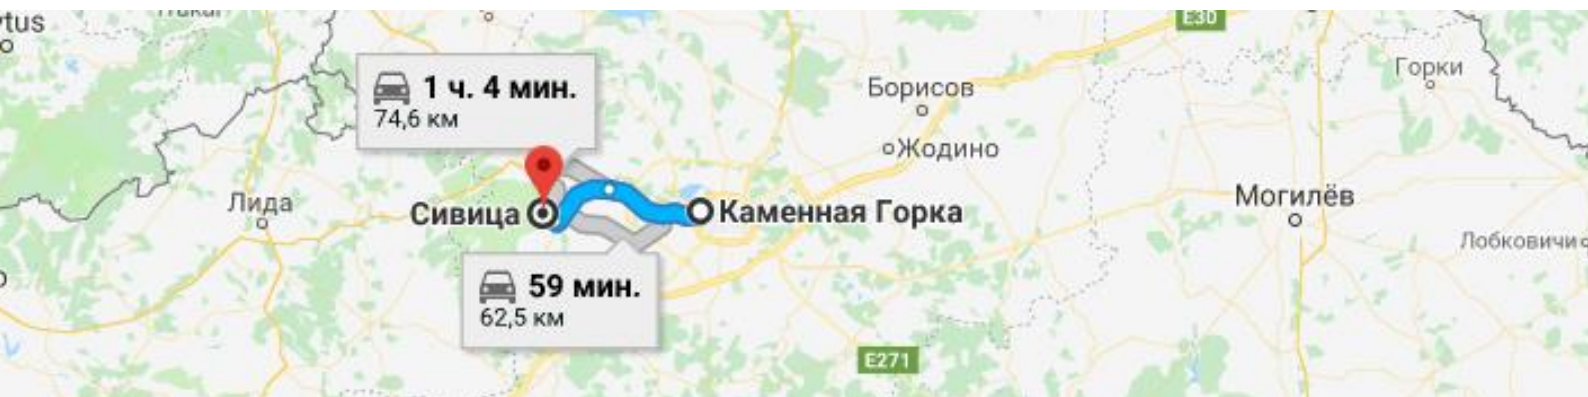 E30
1 ч. 4 мин.
74,6 км
Борисов
Горки
Жодино
Лида
Сивица
Каменная Горка
Могилёв
Лобковичи
59 мин.
62,5 км
E271